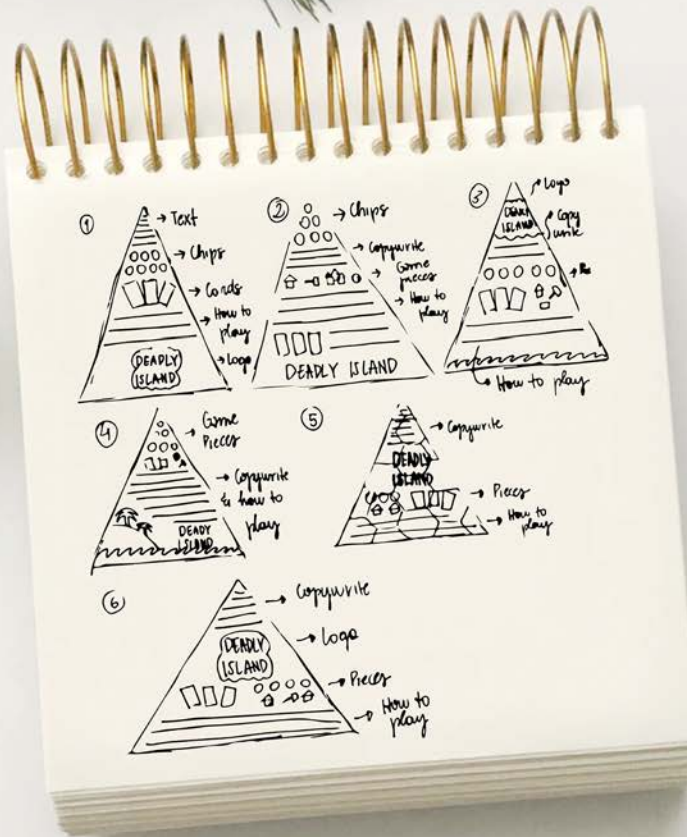 ①
Text
Chips
Cards
How to
play
Logo
DEADLY
ISLAND
②
Chips
Copywrite
Game
pieces
How to
play
DEADLY ISLAND
③
Logo
DEADLY
ISLAND
Copy
write
How to play
④
Game
Pieces
Copywrite
& how to
play
DEADY
ISLAND
⑤
Copywrite
DEADLY
ISLAND
Pieces
How to
play
⑥
Copywrite
Logo
DEADLY
ISLAND
Pieces
How to
play